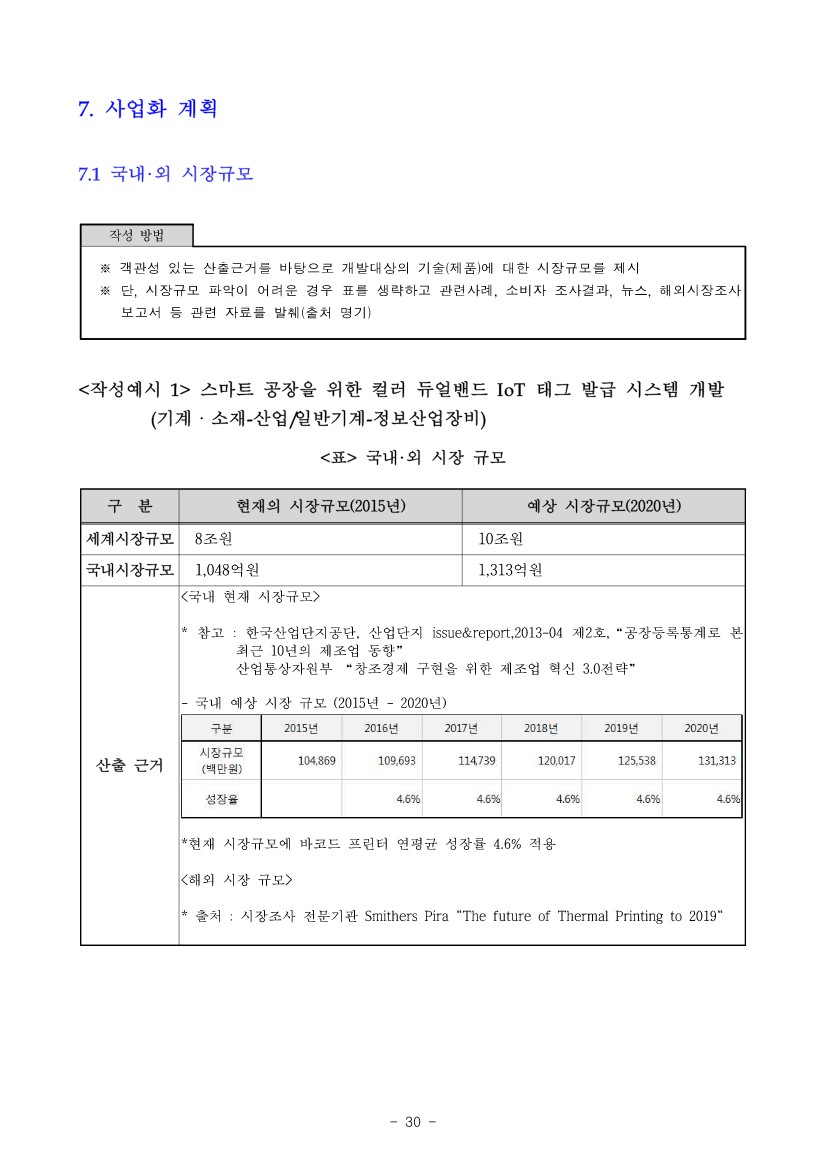 7. 사업화 계획
7.1 국내·외 시장규모
작성 방법
※ 객관성 있는 산출근거를 바탕으로 개발대상의 기술(제품)에 대한 시장규모를 제시
※ 단, 시장규모 파악이 어려운 경우 표를 생략하고 관련사례, 소비자 조사결과, 뉴스, 해외시장조사
보고서 등 관련 자료를 발췌(출처 명기)
<작성예시 1> 스마트 공장을 위한 컬러 듀얼밴드 IoT 태그 발급 시스템 개발
(기계 · 소재-산업/일반기계-정보산업장비)
<표> 국내·외 시장 규모
구 분 현재의 시장규모(2015년) 예상 시장규모(2020년)
세계시장규모 8조원 10조원
국내시장규모 1,048억원 1,313억원
산출 근거
<국내 현재 시장규모>
* 참고 : 한국산업단지공단, 산업단지 issue&report,2013-04 제2호, “공장등록통계로 본
최근 10년의 제조업 동향”
산업통상자원부 “창조경제 구현을 위한 제조업 혁신 3.0전략”
- 국내 예상 시장 규모 (2015년 - 2020년)
구분 2015년 2016년 2017년 2018년 2019년 2020년
시장규모
(백만원) 104,869 109,693 114,739 120,017 125,538 131,313
성장율 4.6% 4.6% 4.6% 4.6% 4.6%
*현재 시장규모에 바코드 프린터 연평균 성장률 4.6% 적용
<해외 시장 규모>
* 출처 : 시장조사 전문기관 Smithers Pira "The future of Thermal Printing to 2019"
- 30 -